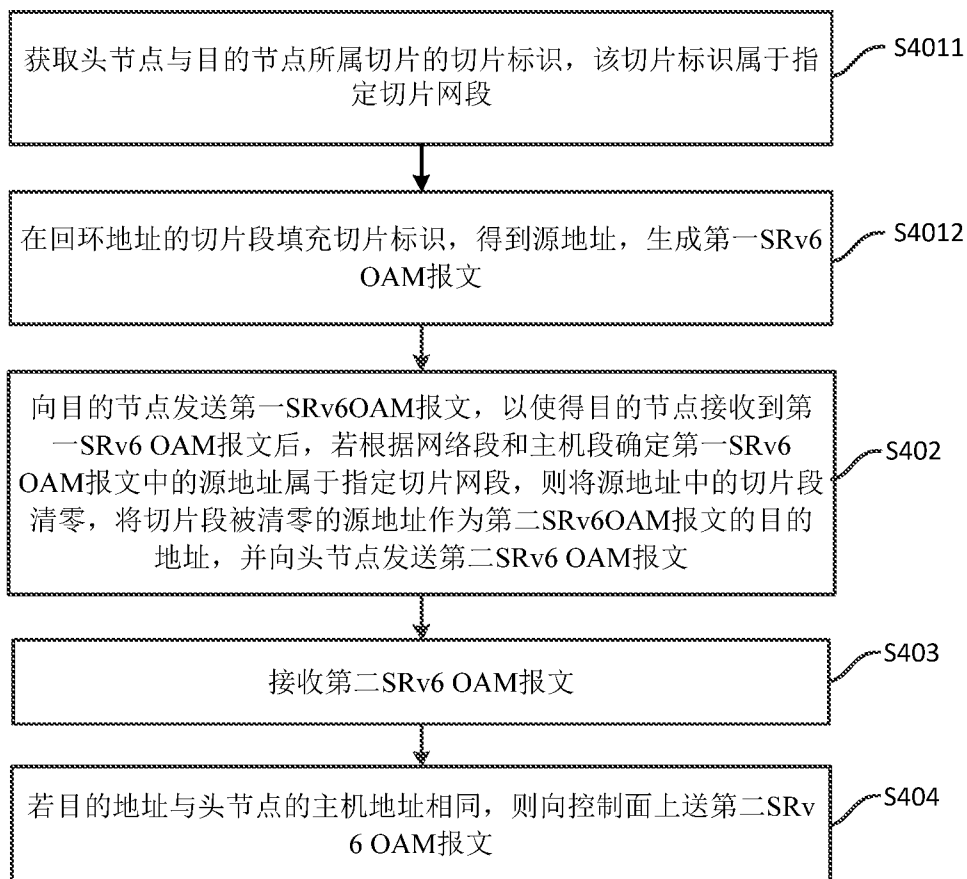 获取头节点与目的节点所属切片的切片标识，该切片标识属于指
定切片网段
S4011
在回环地址的切片段填充切片标识，得到源地址，生成第一SRv6
OAM报文
S4012
向目的节点发送第一SRv6OAM报文，以使得目的节点接收到第
一SRv6 OAM报文后，若根据网络段和主机段确定第一SRv6
OAM报文中的源地址属于指定切片网段，则将源地址中的切片段
清零，将切片段被清零的源地址作为第二SRv6OAM报文的目的
地址，并向头节点发送第二SRv6 OAM报文
S402
接收第二SRv6 OAM报文
S403
若目的地址与头节点的主机地址相同，则向控制面上送第二SRv
6 OAM报文
S404